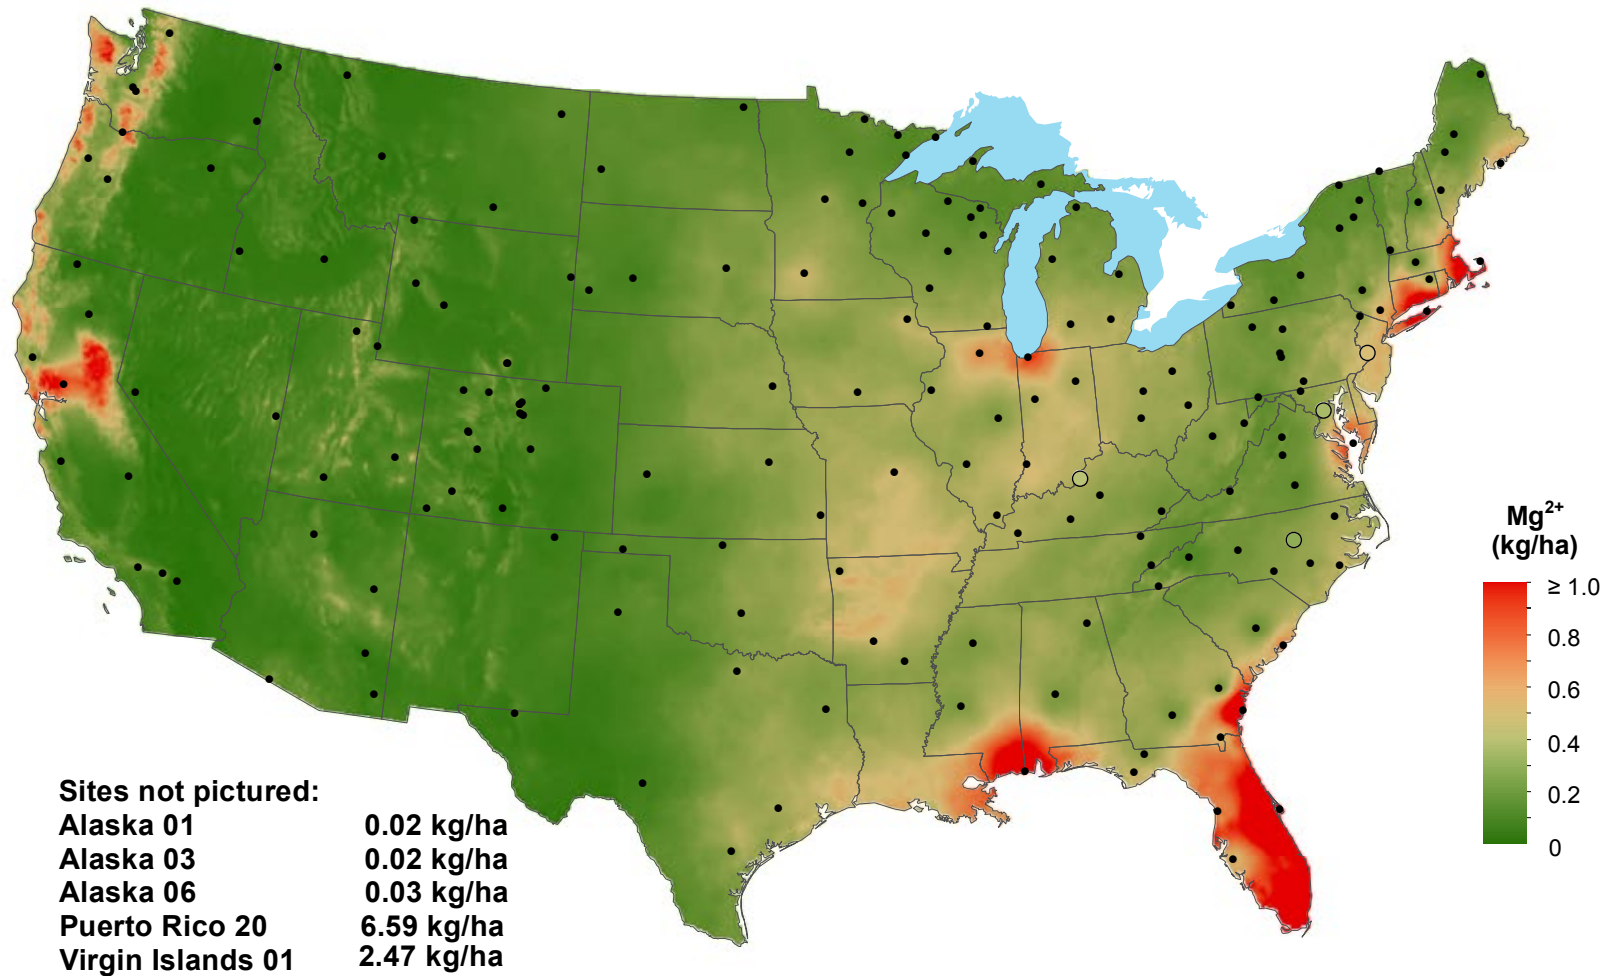 Mg2+
(kg/ha)
≥ 1.0
0.8
0.6
0.4
0.2
0
Sites not pictured:
Alaska 01 0.02 kg/ha
Alaska 03 0.02 kg/ha
Alaska 06 0.03 kg/ha
Puerto Rico 20 6.59 kg/ha
Virgin Islands 01 2.47 kg/ha